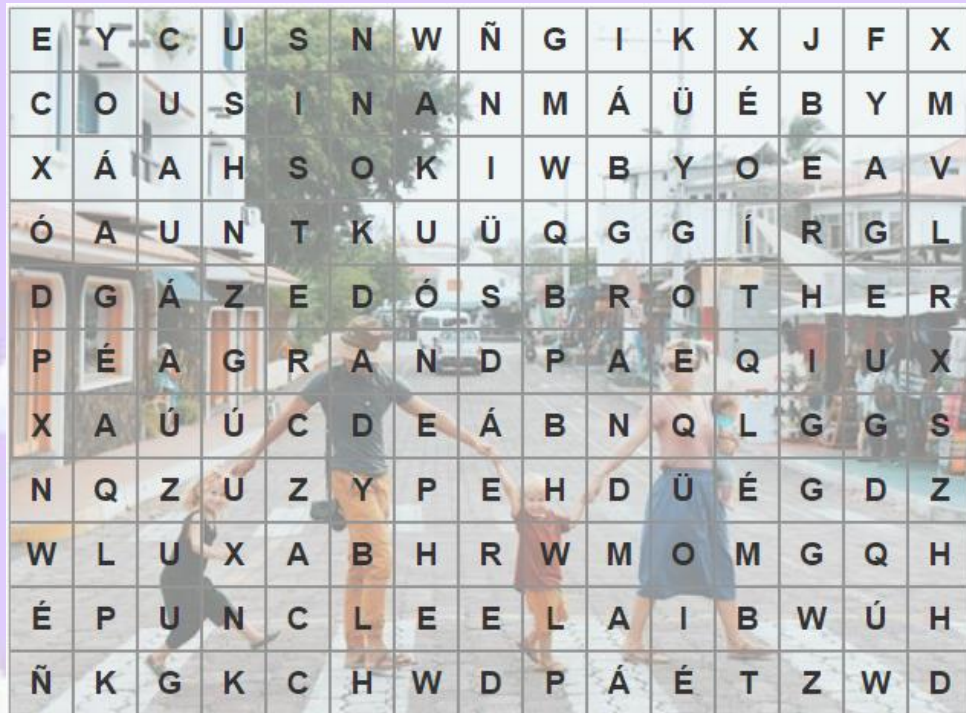 E Y C U S N W Ñ G I K X J F X
C O U S I N A N M Á Ü É B Y M
X Á A H S O K I W B Y O E A V
Ó A U N T K U Ü Q G G Í R G L
D G Á Z E D Ó S B R O T H E R
P É A G R A N D P A E Q I U X
X A Ú Ú C D E Á B N Q L G G S
N Q Z U Z Y P E H D Ü É G D Z
W L U X A B H R W M O M G Q H
É P U N C L E E L A I B W Ú H
Ñ K G K C H W D P Á É T Z W D